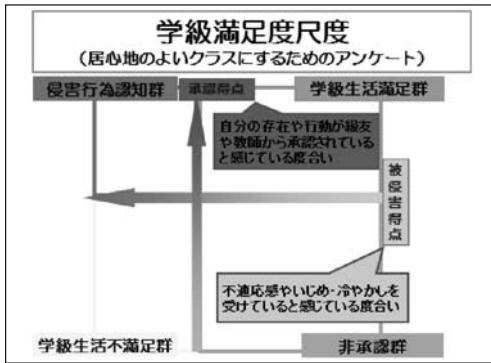 学級満足度尺度
(居心地のよいクラスにするためのアンケート)
侵害行為認知群
承認得点
学級生活満足群
自分の存在や行動が級友
や教師から承認されている
と感じている度合い
被侵害得点
不適応感やいじめ・冷やかしを
受けていると感じている度合い
学級生活不満足群
非承認群